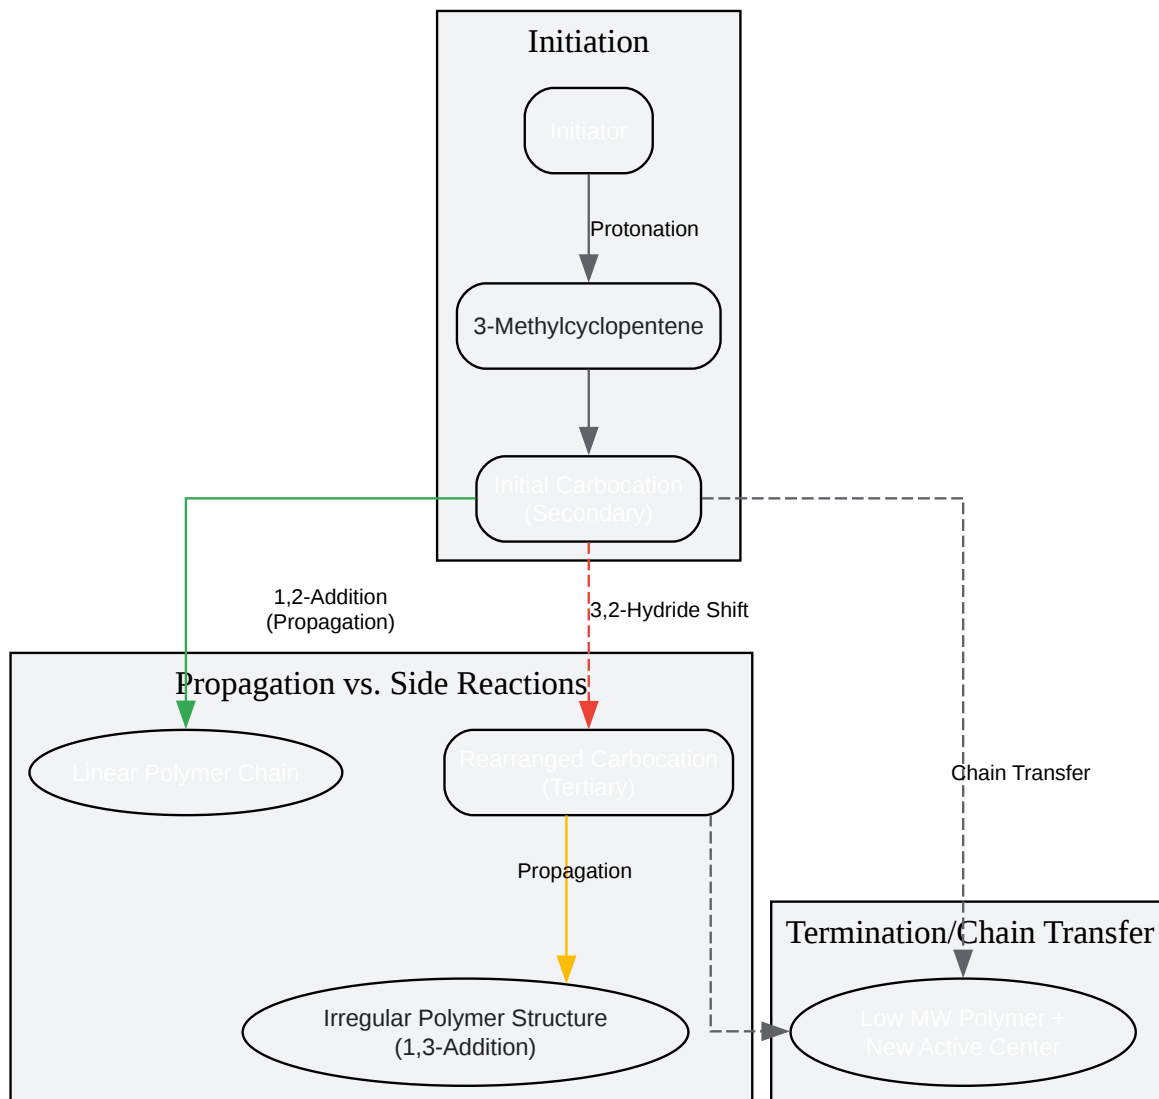 Initiation
Initiator
Protonation
3-Methylcyclopentene
Initial Carbocation
(Secondary)
1,2-Addition
(Propagation)
3,2-Hydride Shift
Propagation vs. Side Reactions
Linear Polymer Chain
Rearranged Carbocation
(Tertiary)
Chain Transfer
Propagation
Termination/Chain Transfer
Irregular Polymer Structure
(1,3-Addition)
Low MW Polymer +
New Active Center